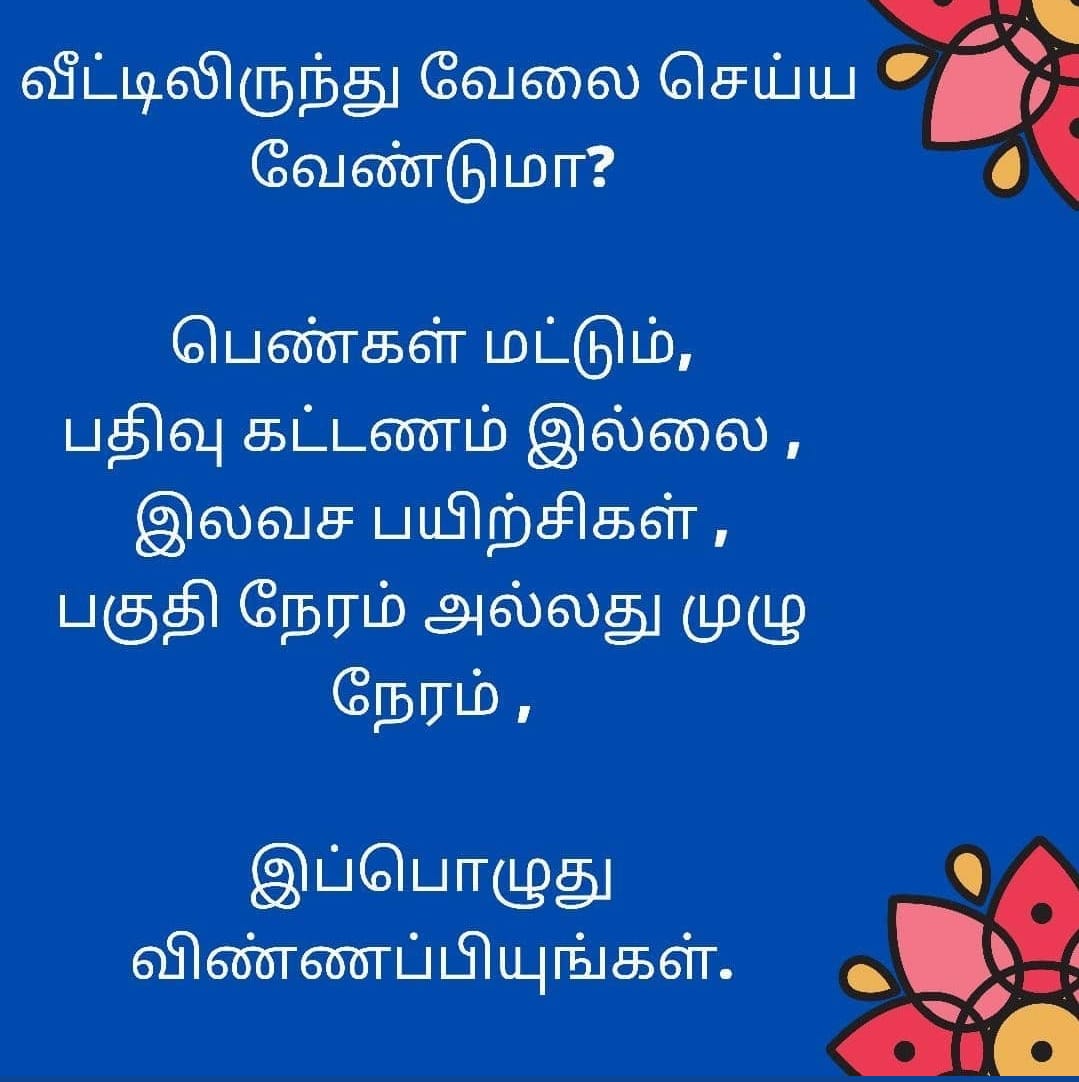 வீட்டிலிருந்து வேலை செய்ய
வேண்டுமா?
பெண்கள் மட்டும்,
பதிவு கட்டணம் இல்லை ,
இலவச பயிற்சிகள் ,
பகுதி நேரம் அல்லது முழு
நேரம் ,
இப்பொழுது
விண்ணப்பியுங்கள்.